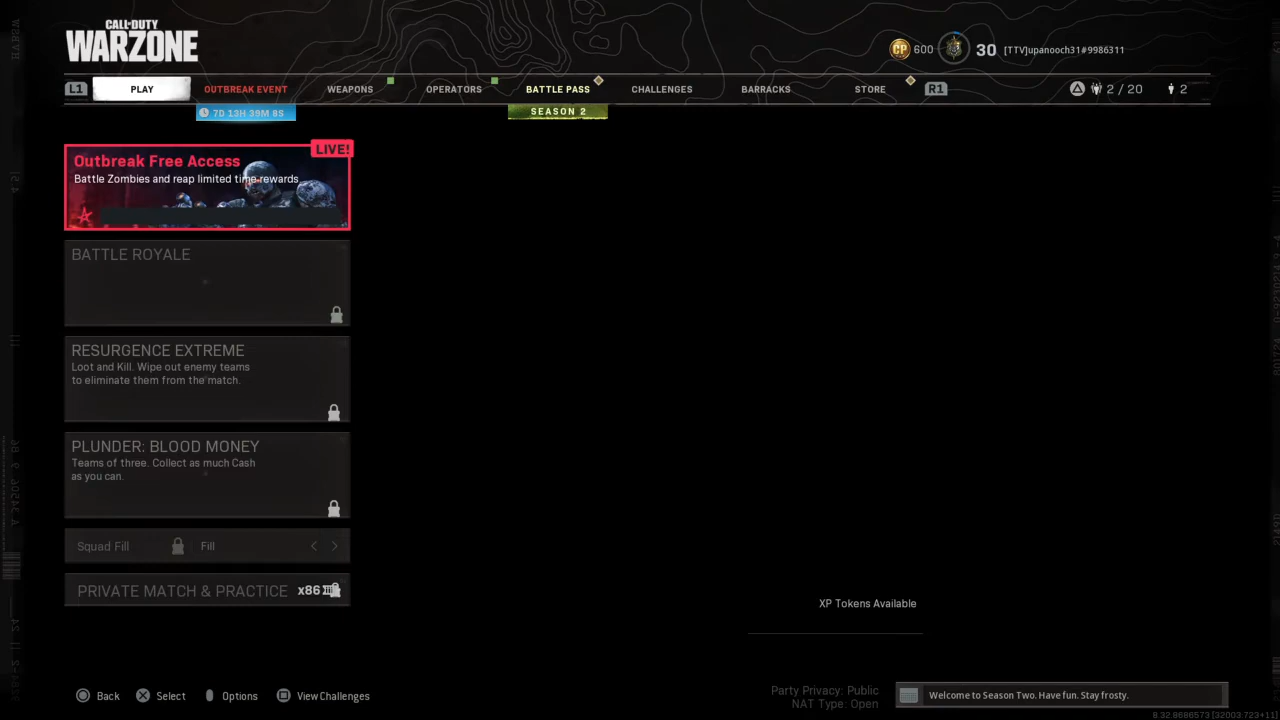 CALL OF DUTY
WARZONE
CP 600 30 [TTV]upanooch31#9986311
L1 PLAY OUTBREAK EVENT WEAPONS OPERATORS BATTLE PASS CHALLENGES BARRACKS STORE R1 2 / 20 2
7D 13H 39M 8S SEASON 2
LIVE!
Outbreak Free Access
Battle Zombies and reap limited time rewards
BATTLE ROYALE
RESURGENCE EXTREME
Loot and Kill. Wipe out enemy teams
to eliminate them from the match.
PLUNDER: BLOOD MONEY
Teams of three. Collect as much Cash
as you can.
Squad Fill Fill
PRIVATE MATCH & PRACTICE x86
XP Tokens Available
Back Select Options View Challenges
Party Privacy: Public
NAT Type: Open
Welcome to Season Two. Have fun. Stay frosty.